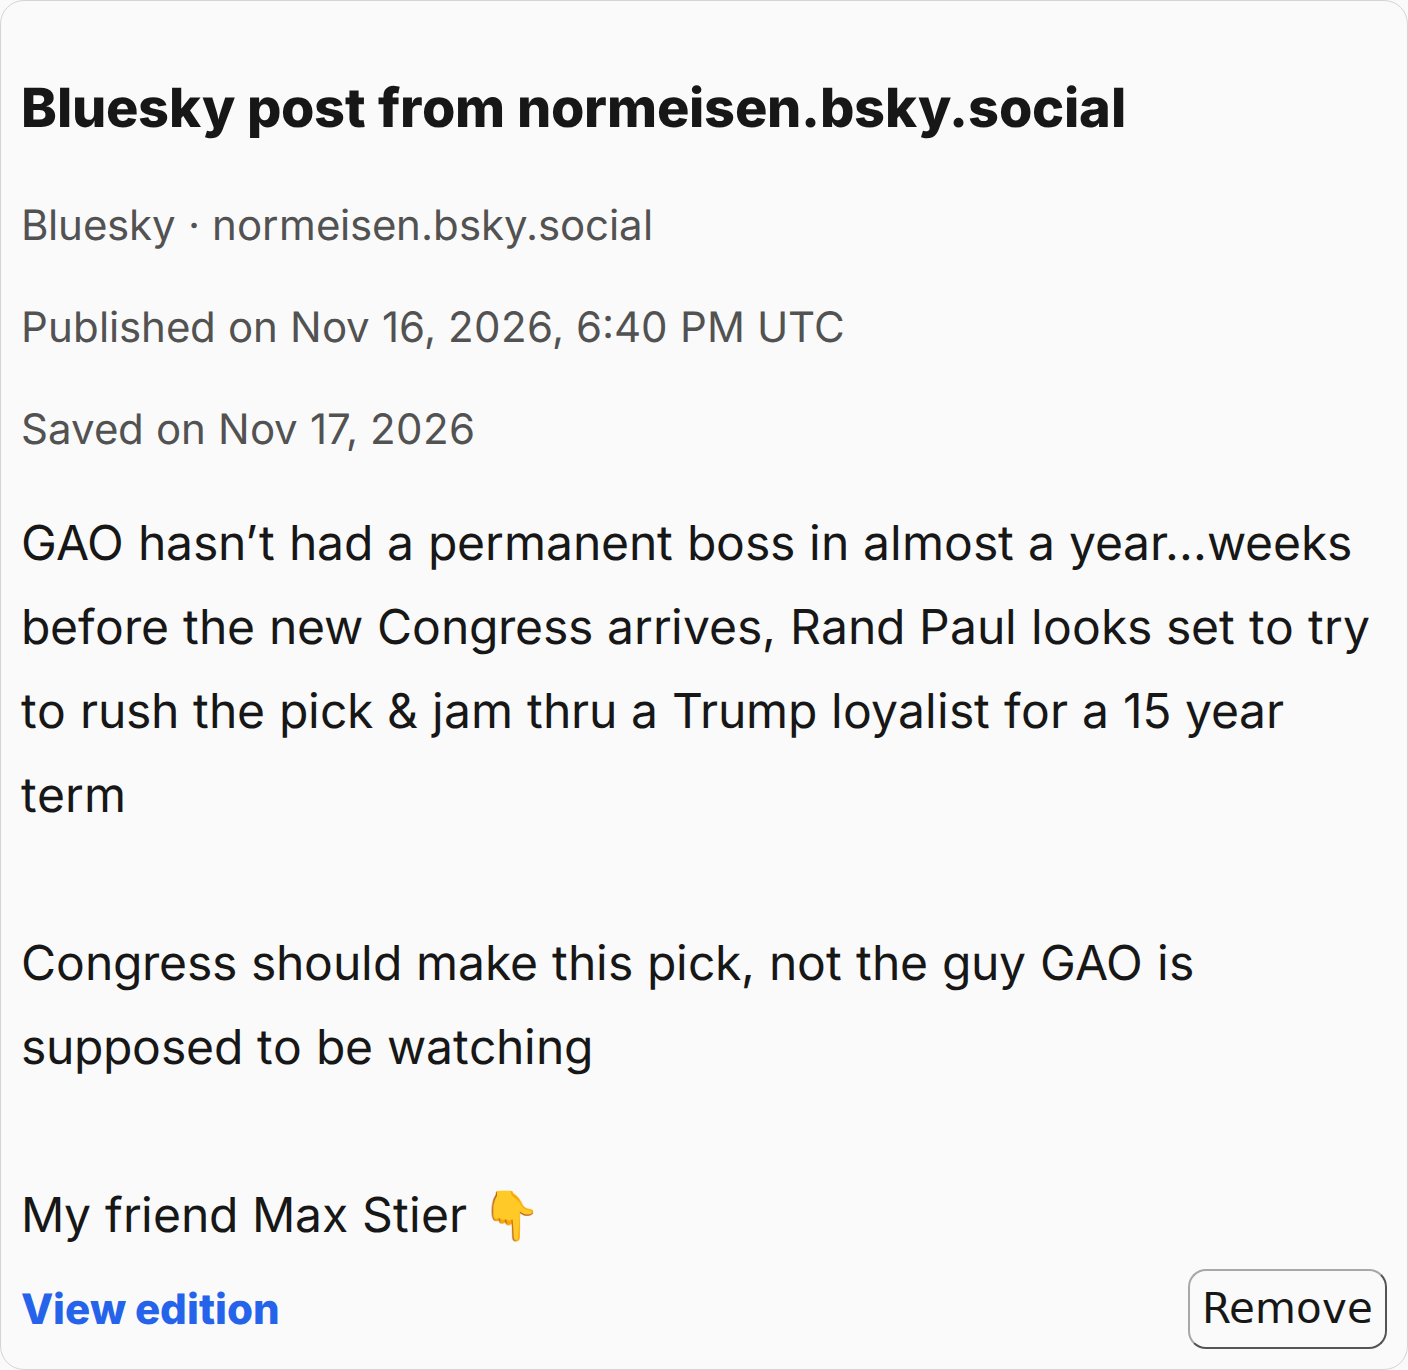 Bluesky post from normeisen.bsky.social
Bluesky · normeisen.bsky.social
Published on Nov 16, 2026, 6:40 PM UTC
Saved on Nov 17, 2026
GAO hasn’t had a permanent boss in almost a year…weeks
before the new Congress arrives, Rand Paul looks set to try
to rush the pick & jam thru a Trump loyalist for a 15 year
term
Congress should make this pick, not the guy GAO is
supposed to be watching
My friend Max Stier 👇
View edition
Remove